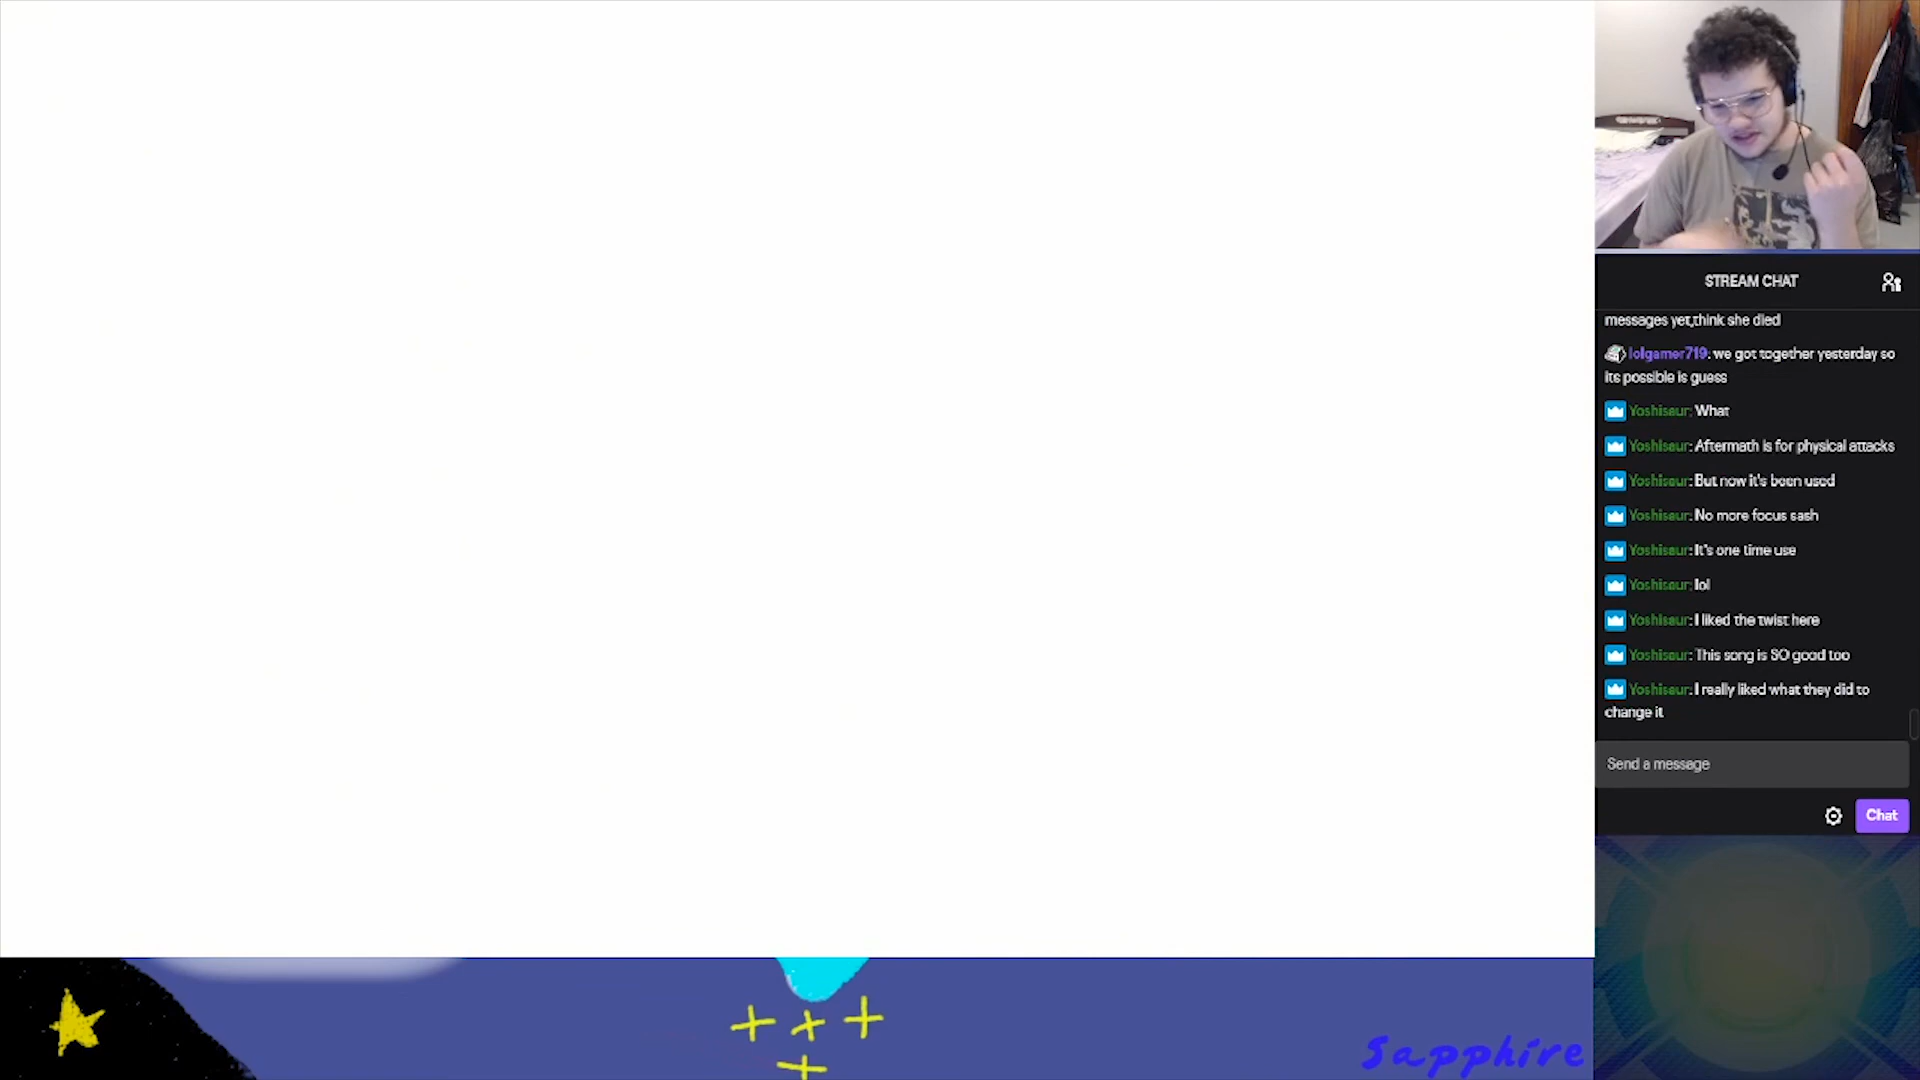 STREAM CHAT
messages yet,think she died
lolgamer719: we got together yesterday so
its possible is guess
Yoshisaur: What
Yoshisaur: Aftermath is for physical attacks
Yoshisaur: But now it's been used
Yoshisaur: No more focus sash
Yoshisaur: It's one time use
Yoshisaur: lol
Yoshisaur: I liked the twist here
Yoshisaur: This song is SO good too
Yoshisaur: I really liked what they did to
change it
Send a message
Chat
Sapphire